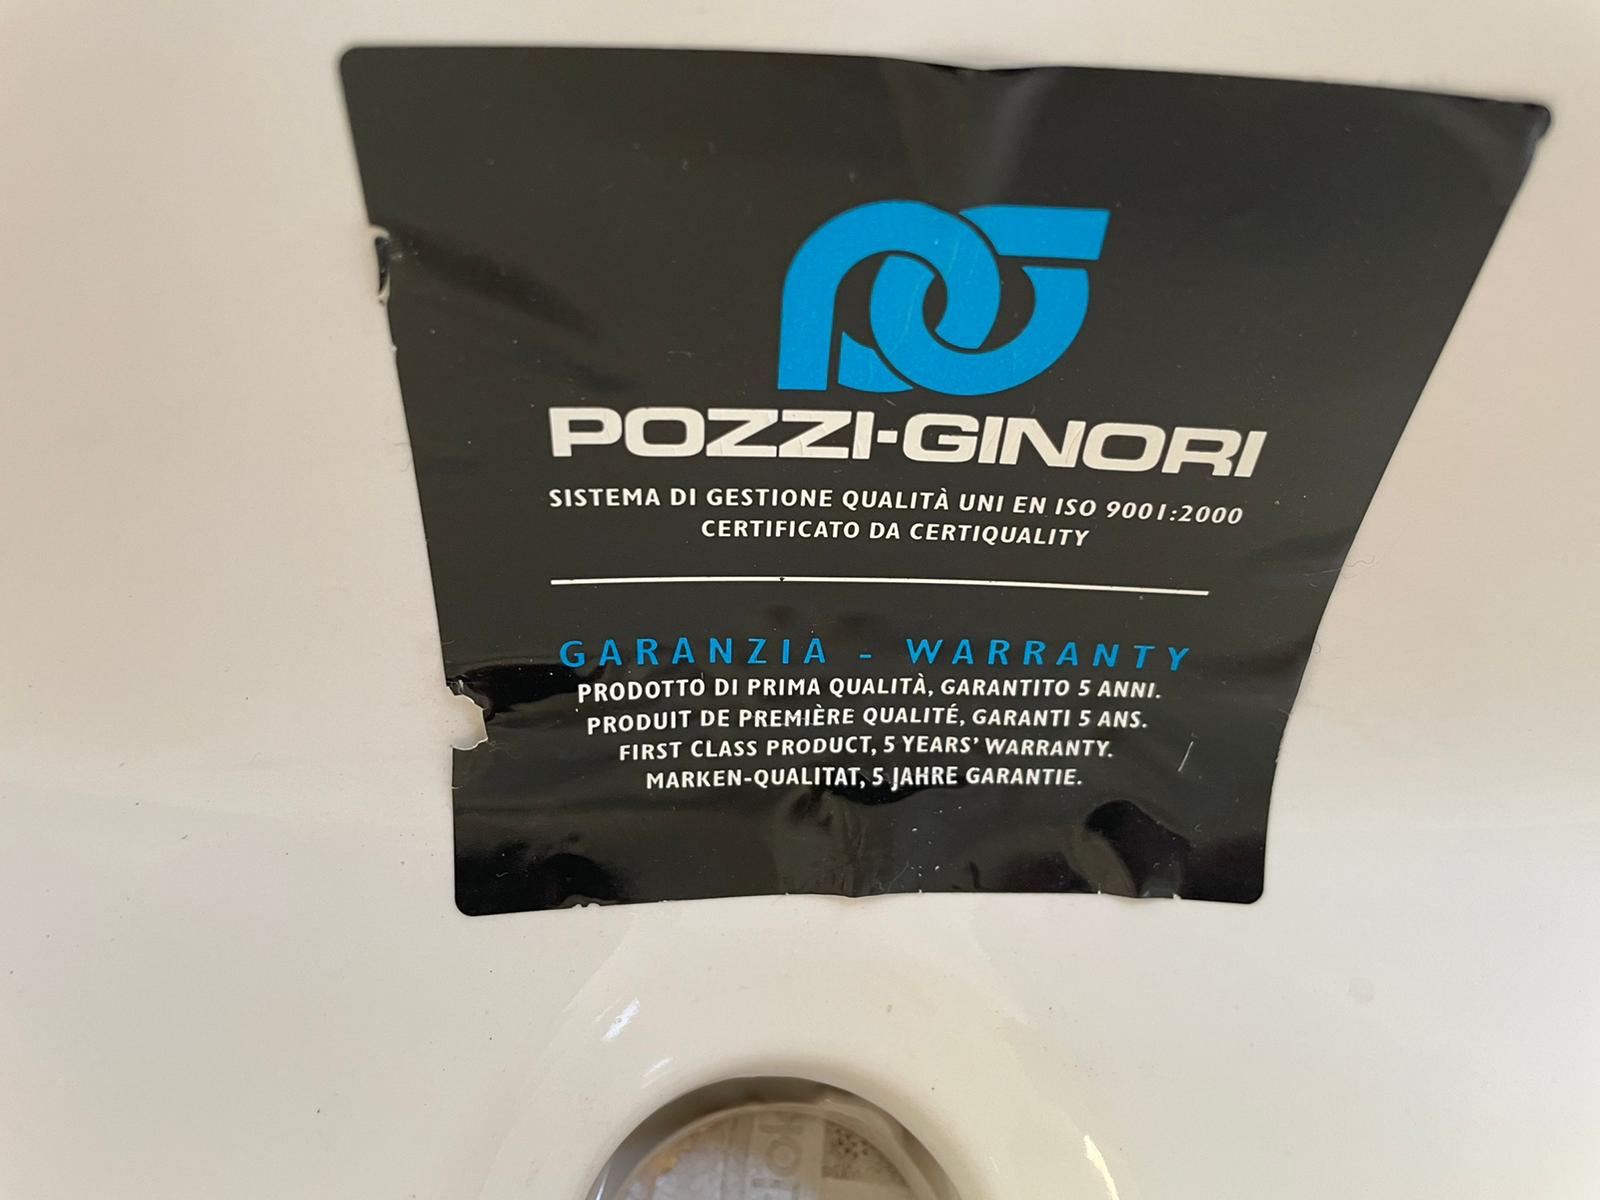 POZZI-GINORI
SISTEMA DI GESTIONE QUALITÀ UNI EN ISO 9001:2000
CERTIFICATO DA CERTIQUALITY
GARANZIA - WARRANTY
PRODOTTO DI PRIMA QUALITÀ, GARANTITO 5 ANNI.
PRODUIT DE PREMIÈRE QUALITÉ, GARANTI 5 ANS.
FIRST CLASS PRODUCT, 5 YEARS' WARRANTY.
MARKEN-QUALITAT, 5 JAHRE GARANTIE.